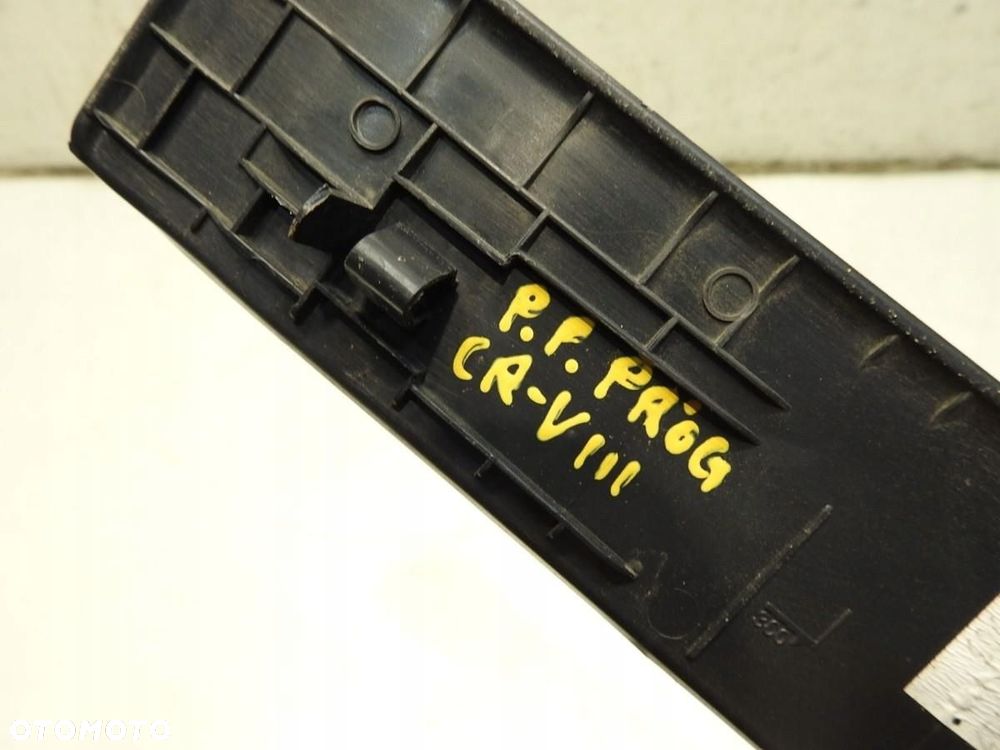 P.F. PRÓG
CR-V III
OTOMOTO